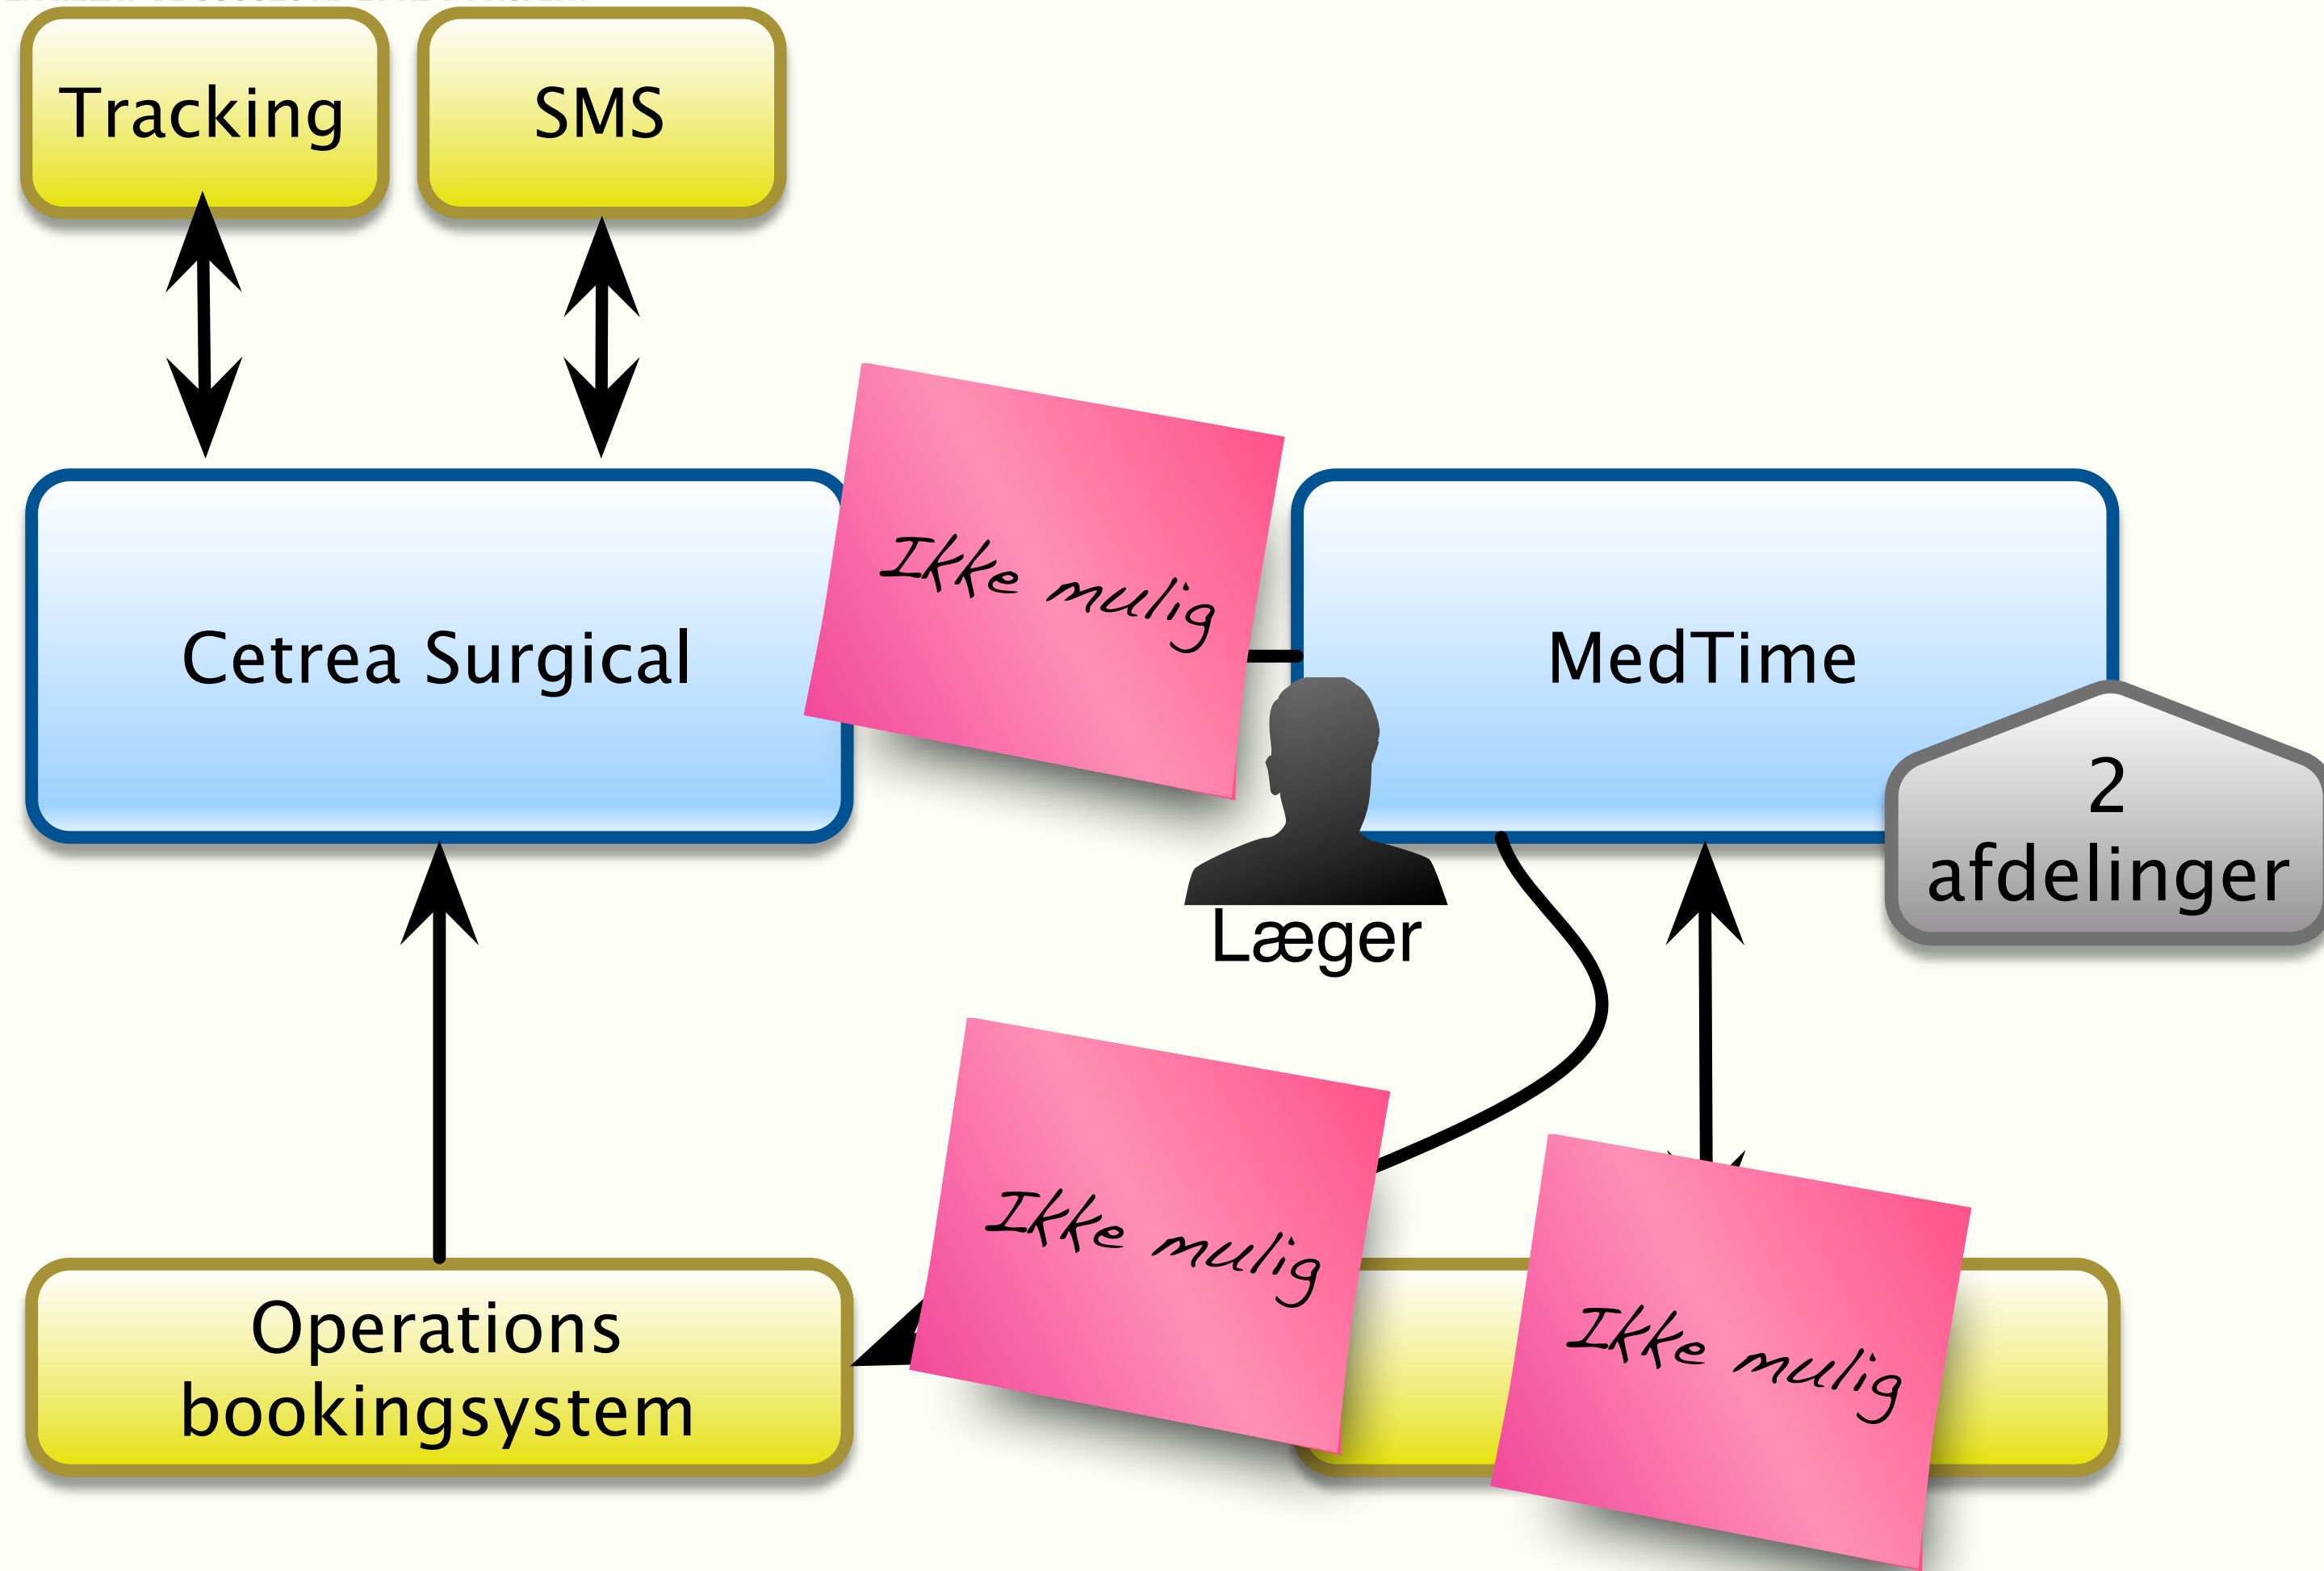 Tracking
SMS
Ikke mulig
Cetrea Surgical
MedTime
2
afdelinger
Læger
Ikke mulig
Ikke mulig
Operations
bookingsystem